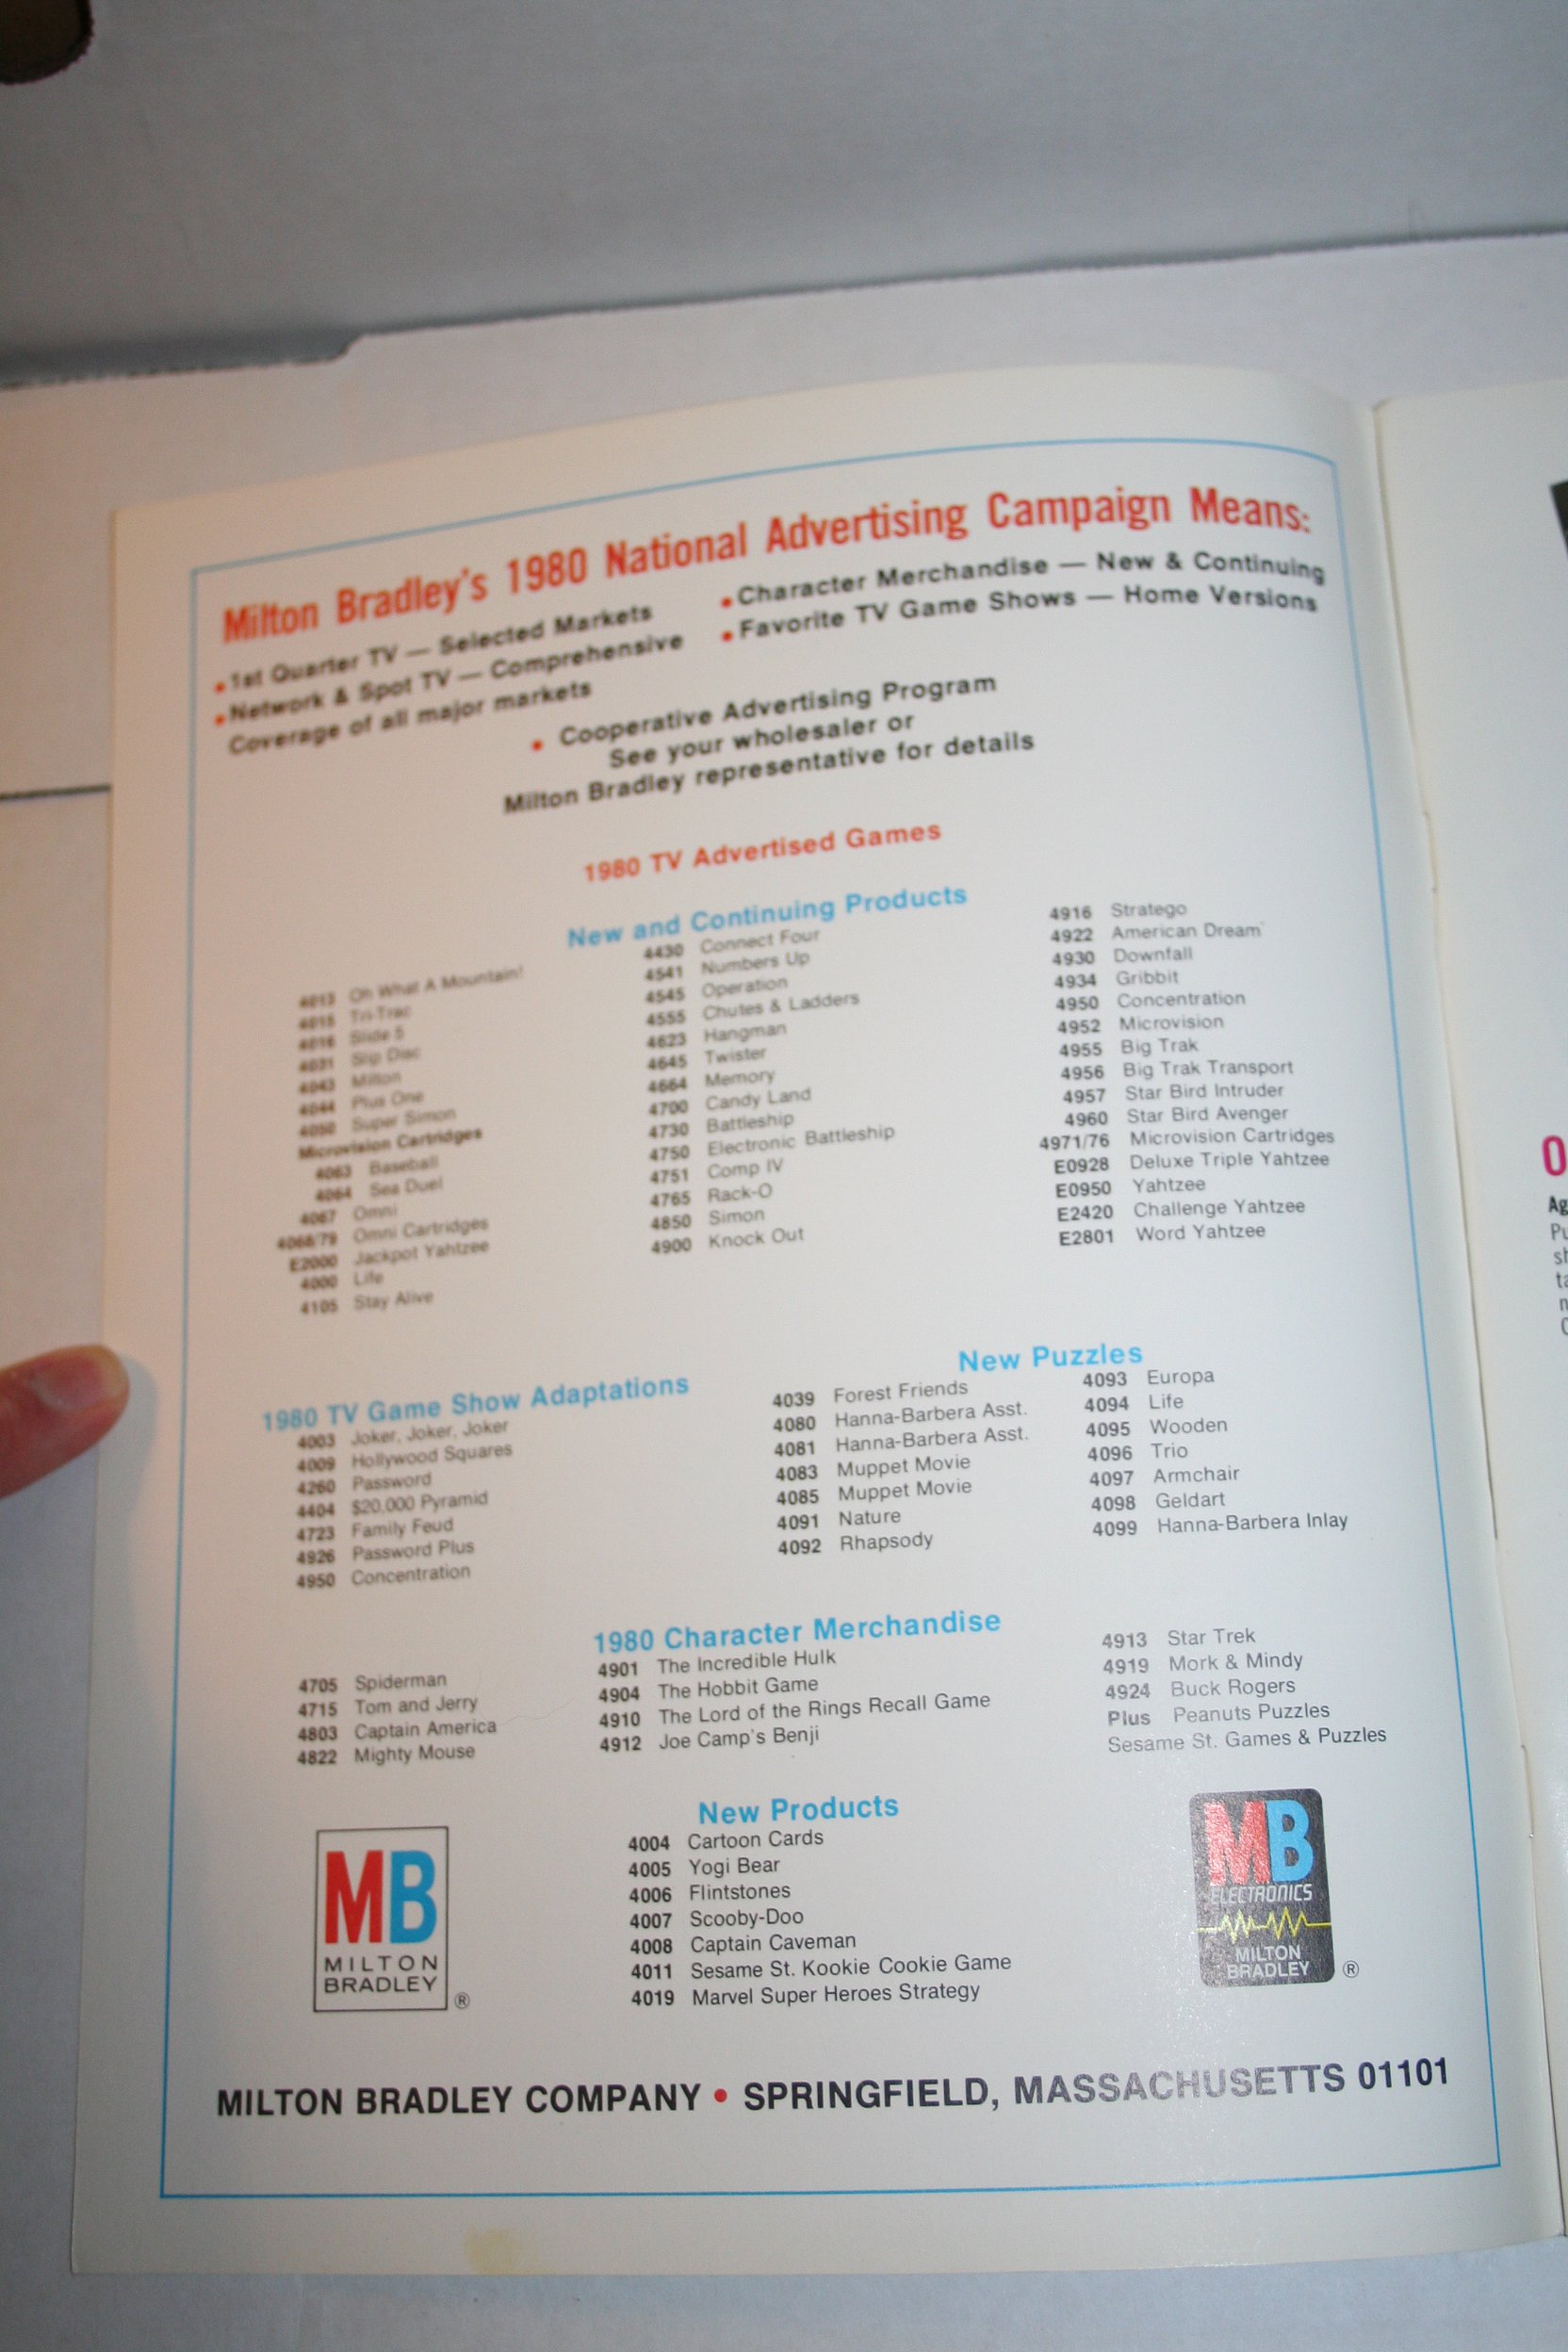 Milton Bradley's 1980 National Advertising Campaign Means:
•1st Quarter TV — Selected Markets
•Network & Spot TV — Comprehensive
Coverage of all major markets
•Character Merchandise — New & Continuing
•Favorite TV Game Shows — Home Versions
• Cooperative Advertising Program
See your wholesaler or
Milton Bradley representative for details
1980 TV Advertised Games
New and Continuing Products
4013 Oh What A Mountain!
4015 Tri-Trac
4016 Slide 5
4031 Slip Disc
4043 Milton
4044 Plus One
4050 Super Simon
Microvision Cartridges
4063 Baseball
4064 Sea Duel
4067 Omni
4068/79 Omni Cartridges
E2000 Jackpot Yahtzee
4000 Life
4105 Stay Alive
4430 Connect Four
4541 Numbers Up
4545 Operation
4555 Chutes & Ladders
4623 Hangman
4645 Twister
4664 Memory
4700 Candy Land
4730 Battleship
4750 Electronic Battleship
4751 Comp IV
4765 Rack-O
4850 Simon
4900 Knock Out
4916 Stratego
4922 American Dream
4930 Downfall
4934 Gribbit
4950 Concentration
4952 Microvision
4955 Big Trak
4956 Big Trak Transport
4957 Star Bird Intruder
4960 Star Bird Avenger
4971/76 Microvision Cartridges
E0928 Deluxe Triple Yahtzee
E0950 Yahtzee
E2420 Challenge Yahtzee
E2801 Word Yahtzee
1980 TV Game Show Adaptations
4003 Joker, Joker, Joker
4009 Hollywood Squares
4260 Password
4404 $20,000 Pyramid
4723 Family Feud
4926 Password Plus
4950 Concentration
New Puzzles
4039 Forest Friends
4080 Hanna-Barbera Asst.
4081 Hanna-Barbera Asst.
4083 Muppet Movie
4085 Muppet Movie
4091 Nature
4092 Rhapsody
4093 Europa
4094 Life
4095 Wooden
4096 Trio
4097 Armchair
4098 Geldart
4099 Hanna-Barbera Inlay
1980 Character Merchandise
4705 Spiderman
4715 Tom and Jerry
4803 Captain America
4822 Mighty Mouse
4901 The Incredible Hulk
4904 The Hobbit Game
4910 The Lord of the Rings Recall Game
4912 Joe Camp's Benji
4913 Star Trek
4919 Mork & Mindy
4924 Buck Rogers
Plus Peanuts Puzzles
Sesame St. Games & Puzzles
New Products
4004 Cartoon Cards
4005 Yogi Bear
4006 Flintstones
4007 Scooby-Doo
4008 Captain Caveman
4011 Sesame St. Kookie Cookie Game
4019 Marvel Super Heroes Strategy
MB
MILTON
BRADLEY
®
MB
ELECTRONICS
MILTON
BRADLEY
®
MILTON BRADLEY COMPANY • SPRINGFIELD, MASSACHUSETTS 01101